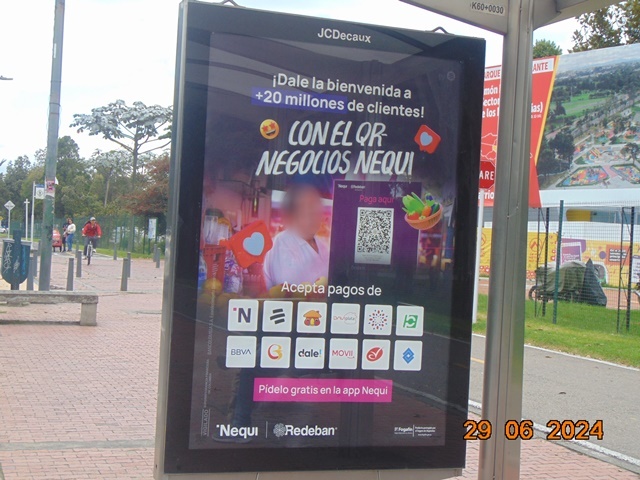 K60+0030
JCDecaux
¡Dale la bienvenida a
+20 millones de clientes!
CON EL QR
NEGOCIOS NEQUI
Paga aquí
Acepta pagos de
BBVA
dale!
MOVii
Pídelo gratis en la app Nequi
Nequi
Redeban
29 06 2024